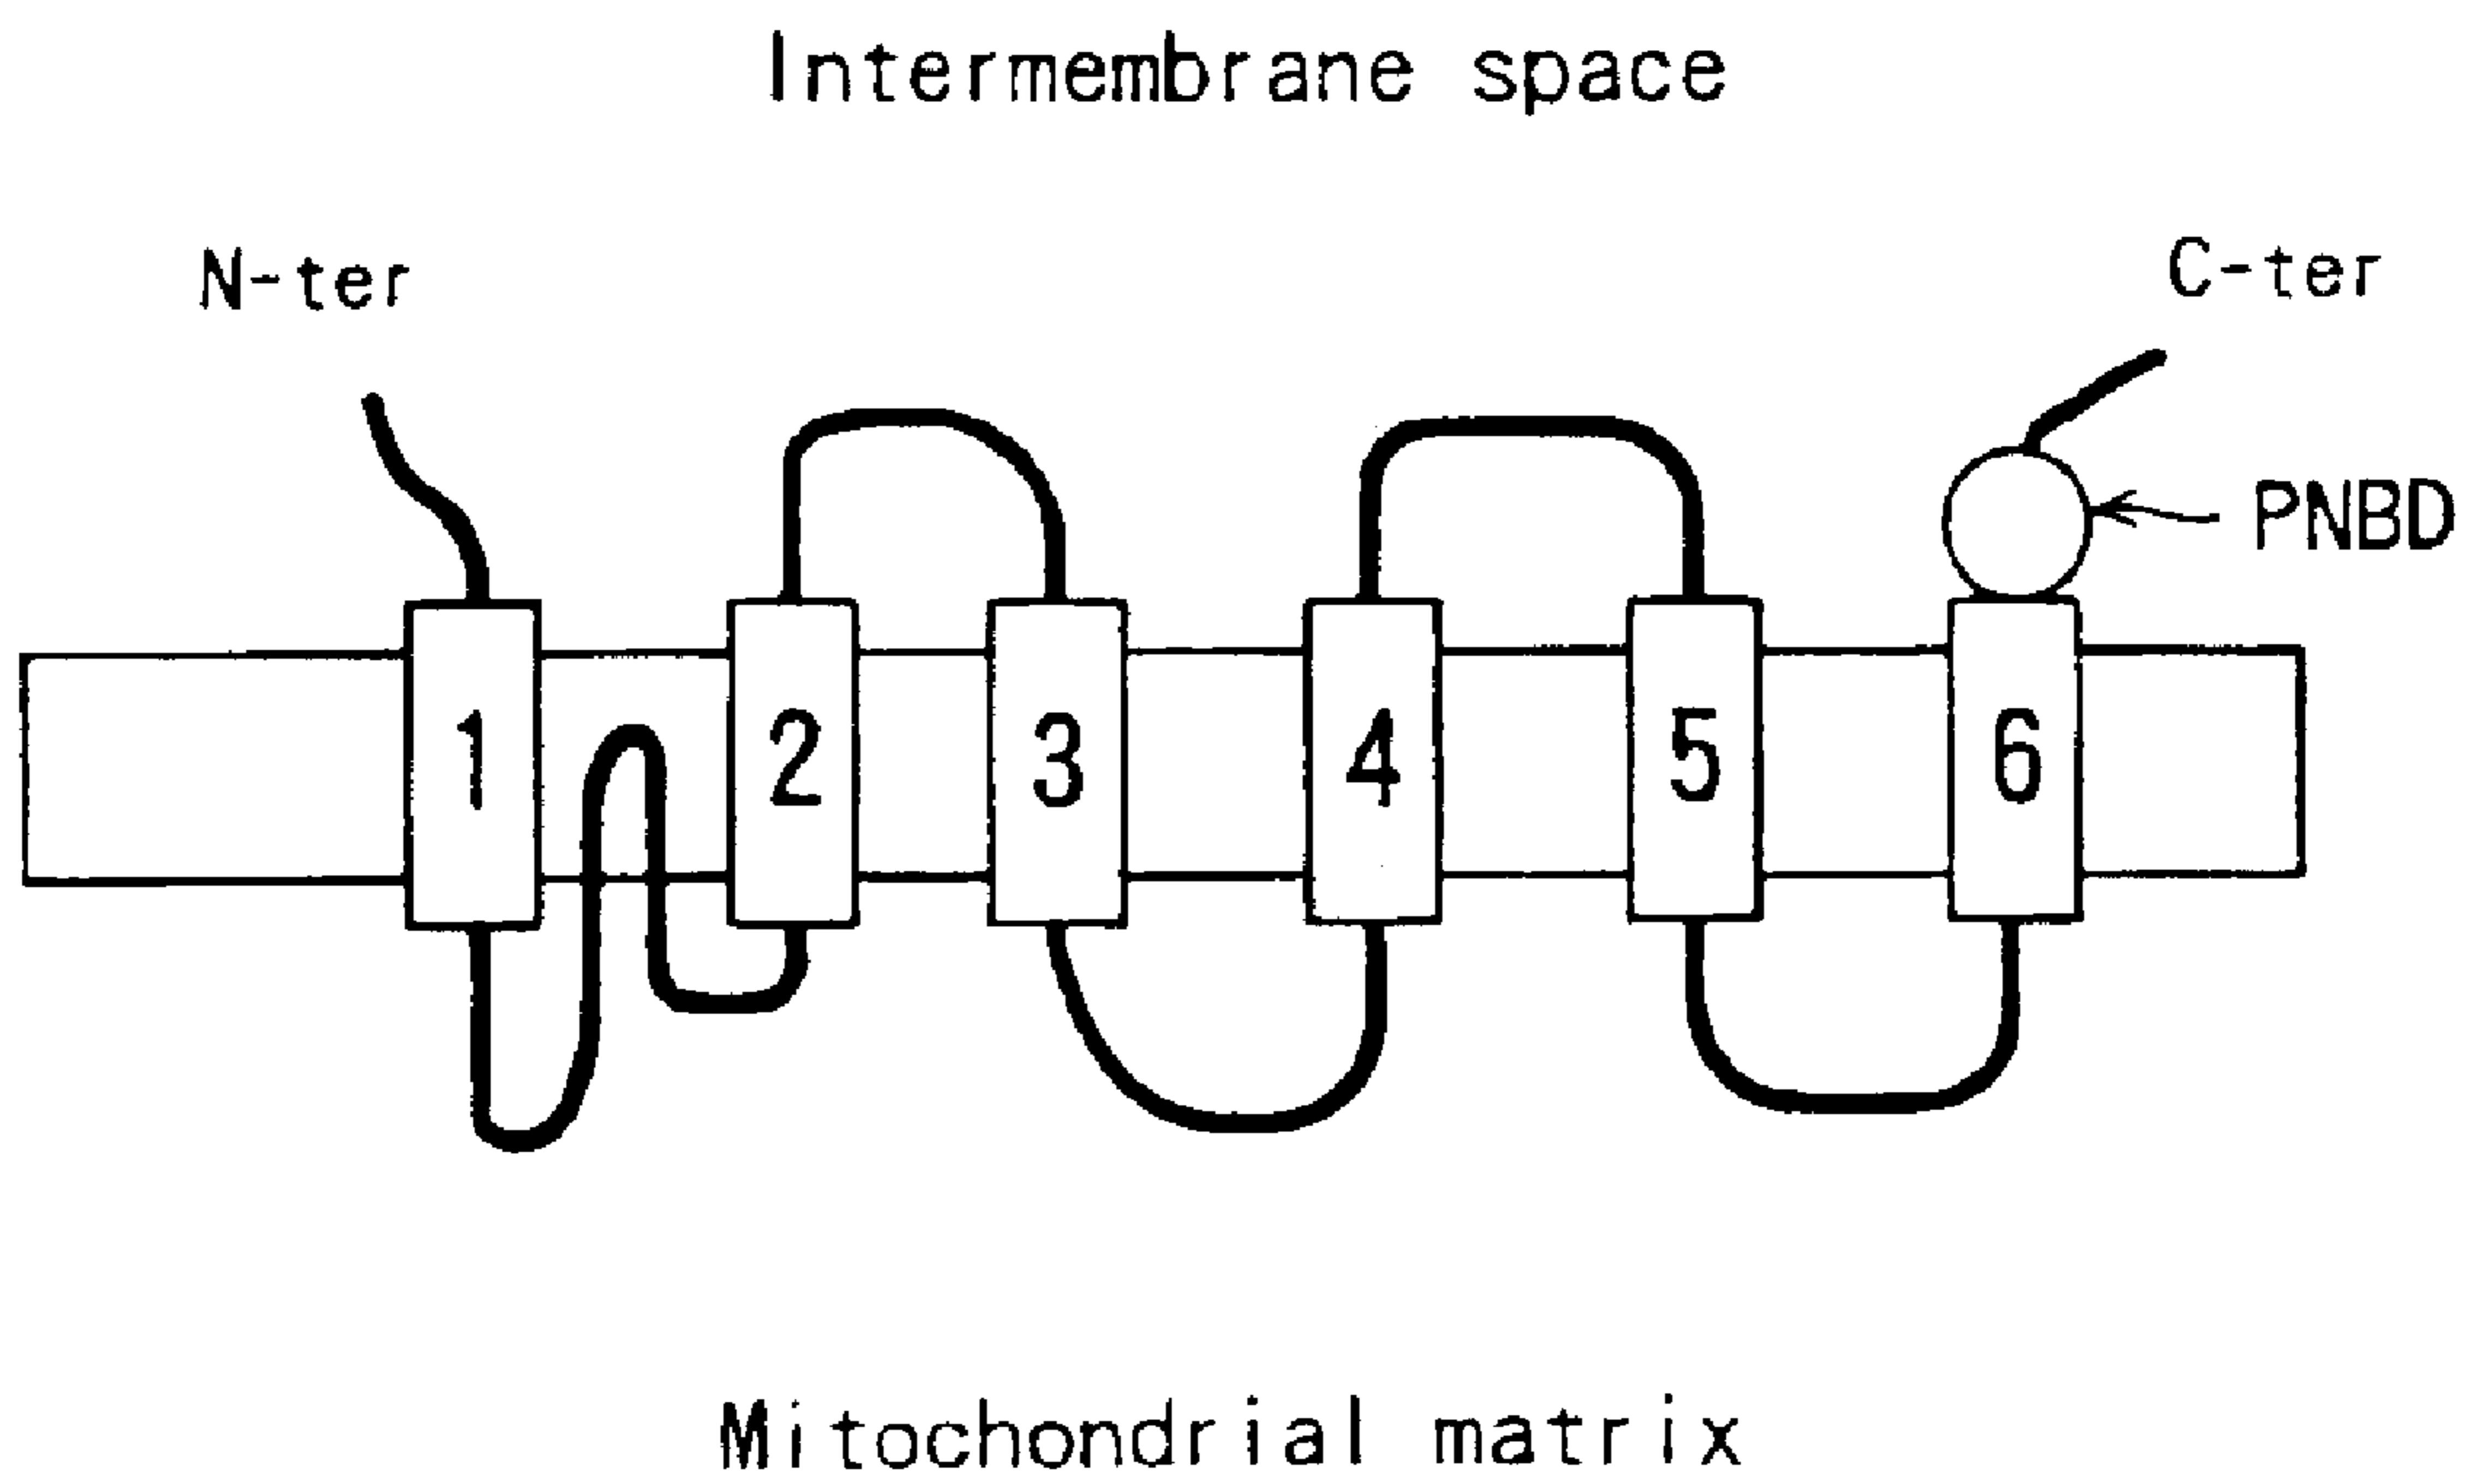 Intermembrane space
N-ter
C-ter
PNBD
1 2 3 4 5 6
Mitochondrial matrix